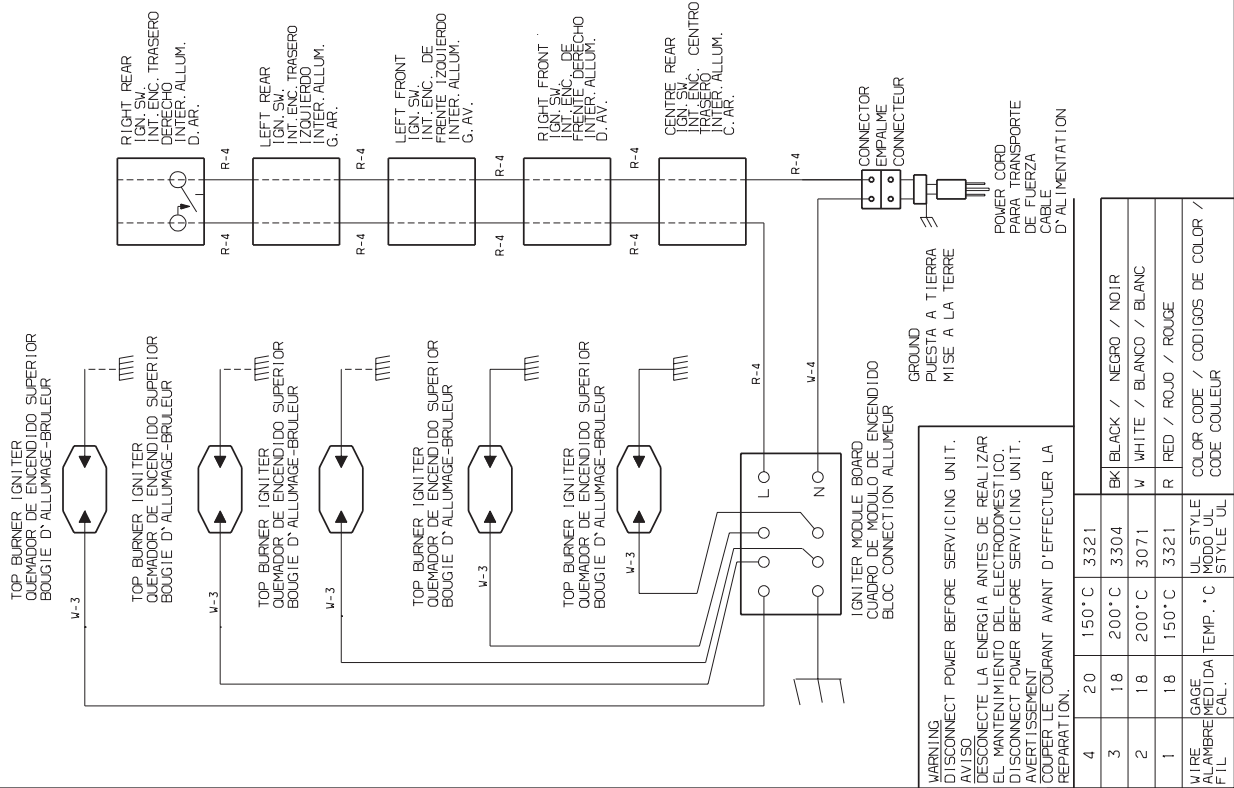 TOP BURNER IGNITER
QUEMADOR DE ENCENDIDO SUPERIOR
BOUGIE D'ALLUMAGE-BRULEUR
W-3
TOP BURNER IGNITER
QUEMADOR DE ENCENDIDO SUPERIOR
BOUGIE D'ALLUMAGE-BRULEUR
W-3
TOP BURNER IGNITER
QUEMADOR DE ENCENDIDO SUPERIOR
BOUGIE D'ALLUMAGE-BRULEUR
W-3
TOP BURNER IGNITER
QUEMADOR DE ENCENDIDO SUPERIOR
BOUGIE D'ALLUMAGE-BRULEUR
W-3
TOP BURNER IGNITER
QUEMADOR DE ENCENDIDO SUPERIOR
BOUGIE D'ALLUMAGE-BRULEUR
W-3
RIGHT REAR
IGN. SW.
INT. ENC. TRASERO
DERECHO
INTER. ALLUM.
D. AR.
R-4
R-4
LEFT REAR
IGN. SW.
INT. ENC. TRASERO
IZQUIERDO
INTER. ALLUM.
G. AR.
R-4
R-4
LEFT FRONT
IGN. SW.
INT. ENC. DE
FRENTE IZQUIERDO
INTER. ALLUM.
G. AV.
R-4
R-4
RIGHT FRONT
IGN. SW.
INT. ENC. DE
FRENTE DERECHO
INTER. ALLUM.
D. AV.
R-4
R-4
CENTRE REAR
IGN. SW.
INT. ENC. CENTRO
TRASERO
INTER. ALLUM.
C. AR.
R-4
R-4
W-4
L
N
IGNITER MODULE BOARD
CUADRO DE MODULO DE ENCENDIDO
BLOC CONNECTION ALLUMEUR
CONNECTOR
EMPALME
CONNECTEUR
GROUND
PUESTA A TIERRA
MISE A LA TERRE
POWER CORD
PARA TRANSPORTE
DE FUERZA
CABLE
D'ALIMENTATION
WARNING
DISCONNECT POWER BEFORE SERVICING UNIT.
AVISO
DESCONECTE LA ENERGIA ANTES DE REALIZAR
EL MANTENIMIENTO DEL ELECTRODOMESTICO.
DISCONNECT POWER BEFORE SERVICING UNIT.
AVERTISSEMENT
COUPER LE COURANT AVANT D'EFFECTUER LA
REPARATION.
4 20 150°C 3321
3 18 200°C 3304 BK BLACK / NEGRO / NOIR
2 18 200°C 3071 W WHITE / BLANCO / BLANC
1 18 150°C 3321 R RED / ROJO / ROUGE
WIRE GAGE TEMP. °C UL STYLE COLOR CODE / CODIGOS DE COLOR /
ALAMBRE MEDIDA MODO UL CODE COULEUR
FIL CAL. STYLE UL